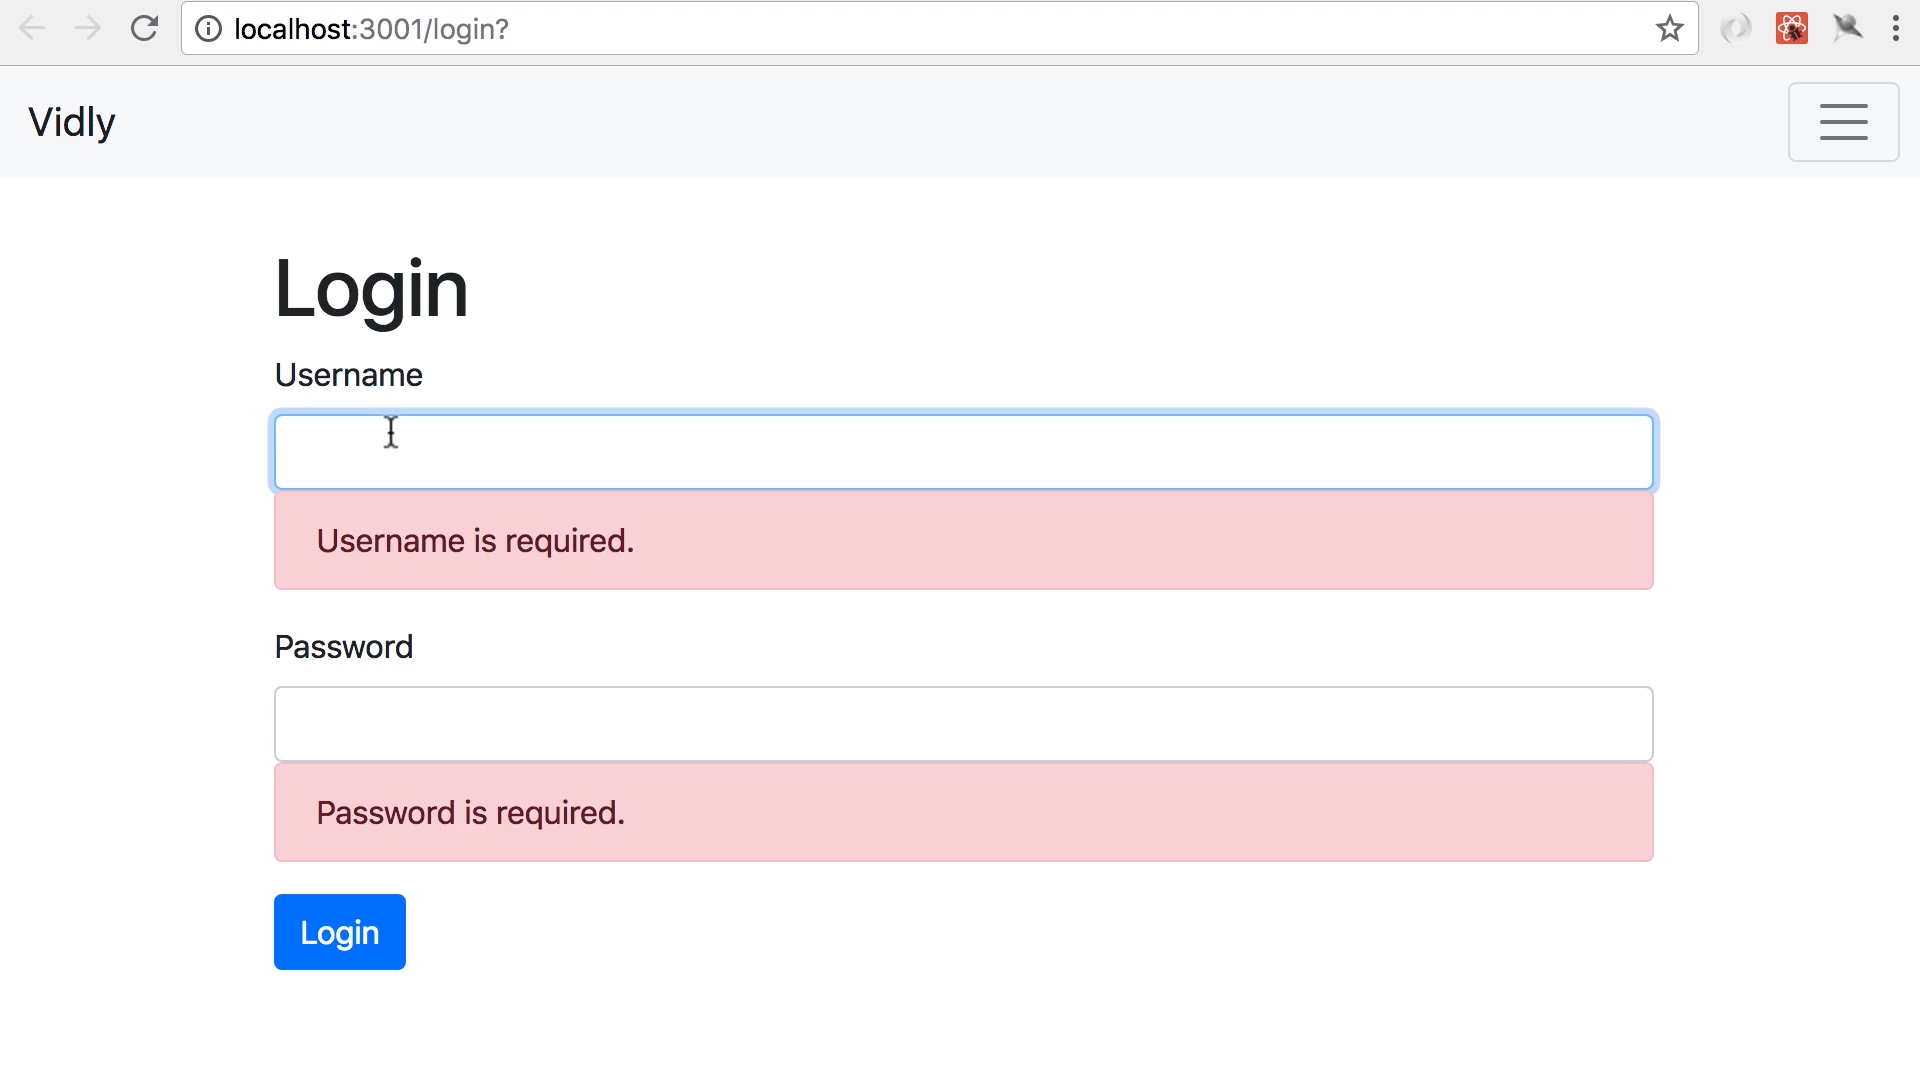 localhost:3001/login?
Vidly
Login
Username
Username is required.
Password
Password is required.
Login